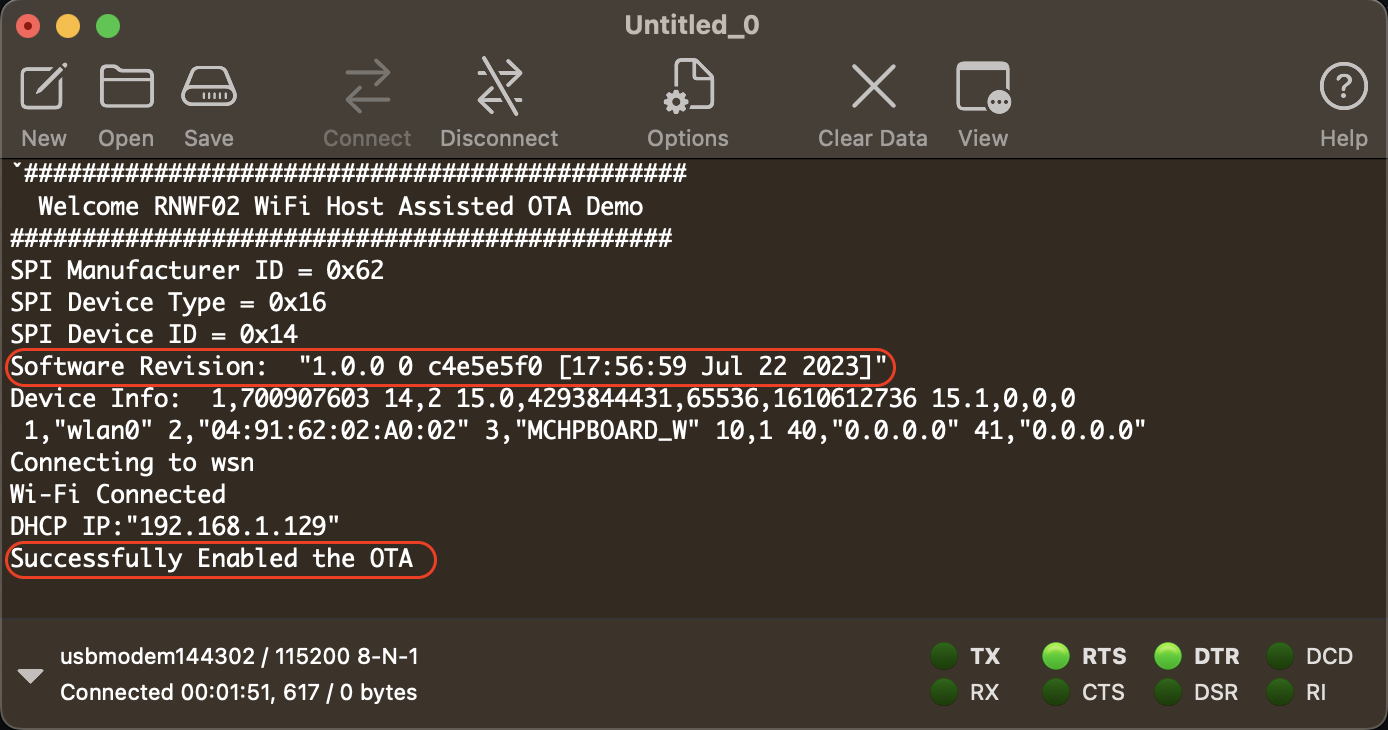 Untitled_0
New Open Save Connect Disconnect Options Clear Data View Help
`##############################################
  Welcome RNWF02 WiFi Host Assisted OTA Demo
##############################################
SPI Manufacturer ID = 0x62
SPI Device Type = 0x16
SPI Device ID = 0x14
Software Revision:  "1.0.0 0 c4e5e5f0 [17:56:59 Jul 22 2023]"
Device Info:  1,700907603 14,2 15.0,4293844431,65536,1610612736 15.1,0,0,0
 1,"wlan0" 2,"04:91:62:02:A0:02" 3,"MCHPBOARD_W" 10,1 40,"0.0.0.0" 41,"0.0.0.0"
Connecting to wsn
Wi-Fi Connected
DHCP IP:"192.168.1.129"
Successfully Enabled the OTA
usbmodem144302 / 115200 8-N-1
Connected 00:01:51, 617 / 0 bytes
TX RTS DTR DCD
RX CTS DSR RI